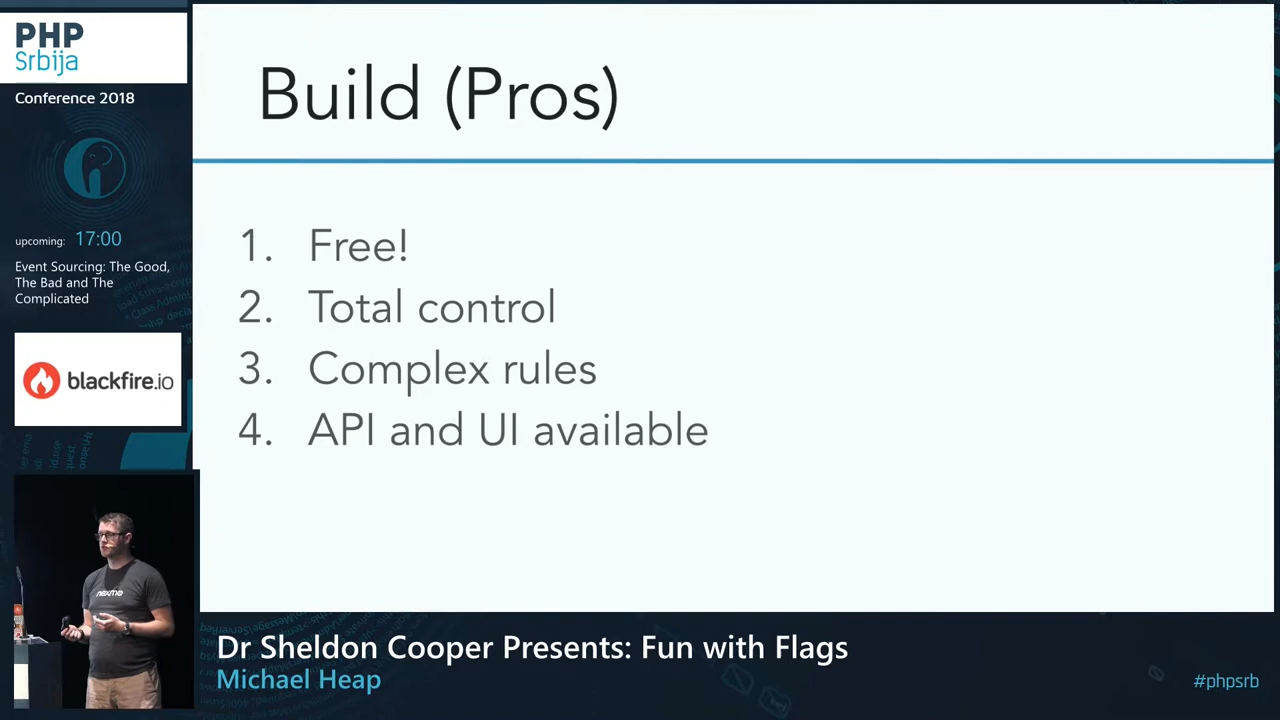 PHP
Srbija
Conference 2018
upcoming: 17:00
Event Sourcing: The Good,
The Bad and The
Complicated
blackfire.io
Build (Pros)
1. Free!
2. Total control
3. Complex rules
4. API and UI available
nexmo
Dr Sheldon Cooper Presents: Fun with Flags
Michael Heap
#phpsrb